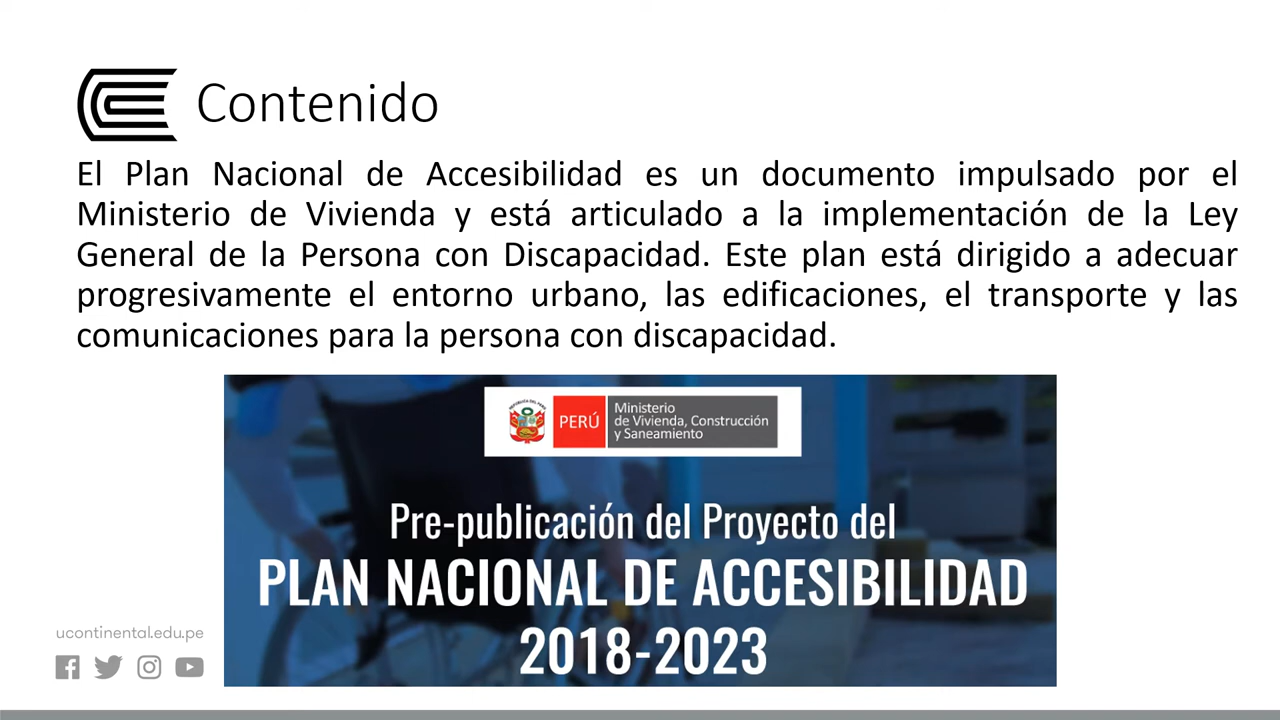 Contenido
El Plan Nacional de Accesibilidad es un documento impulsado por el
Ministerio de Vivienda y está articulado a la implementación de la Ley
General de la Persona con Discapacidad. Este plan está dirigido a adecuar
progresivamente el entorno urbano, las edificaciones, el transporte y las
comunicaciones para la persona con discapacidad.
REPÚBLICA DEL PERÚ
PERÚ
Ministerio
de Vivienda, Construcción
y Saneamiento
Pre-publicación del Proyecto del
PLAN NACIONAL DE ACCESIBILIDAD
2018-2023
ucontinental.edu.pe